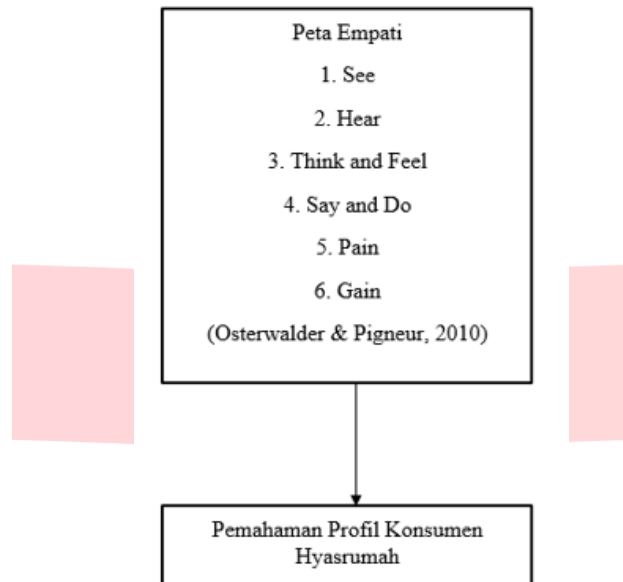 Peta Empati
1. See
2. Hear
3. Think and Feel
4. Say and Do
5. Pain
6. Gain
(Osterwalder & Pigneur, 2010)
Pemahaman Profil Konsumen
Hyasrumah